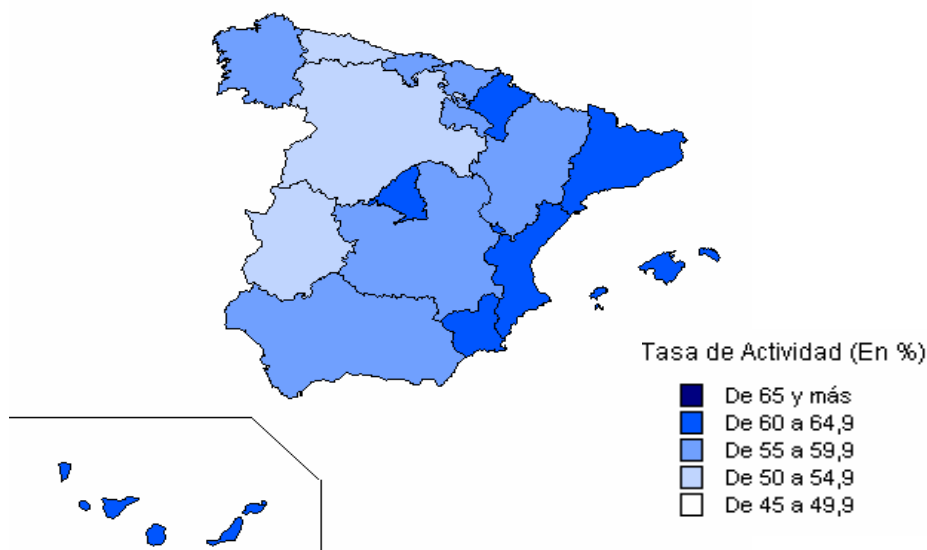 Tasa de Actividad (En %)
De 65 y más
De 60 a 64,9
De 55 a 59,9
De 50 a 54,9
De 45 a 49,9